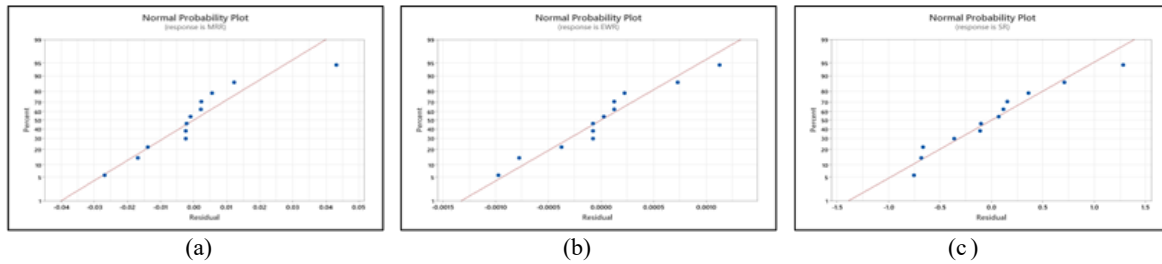 Normal Probability Plot
(response is MRR)
99
95
90
80
70
60
50
40
30
20
10
5
1
Percent
-0.04 -0.03 -0.02 -0.01 0.00 0.01 0.02 0.03 0.04 0.05
Residual
(a)
Normal Probability Plot
(response is EWR)
99
95
90
80
70
60
50
40
30
20
10
5
1
Percent
-0.0015 -0.0010 -0.0005 0.0000 0.0005 0.0010
Residual
(b)
Normal Probability Plot
(response is SR)
99
95
90
80
70
60
50
40
30
20
10
5
1
Percent
-1.5 -1.0 -0.5 0.0 0.5 1.0 1.5
Residual
(c )